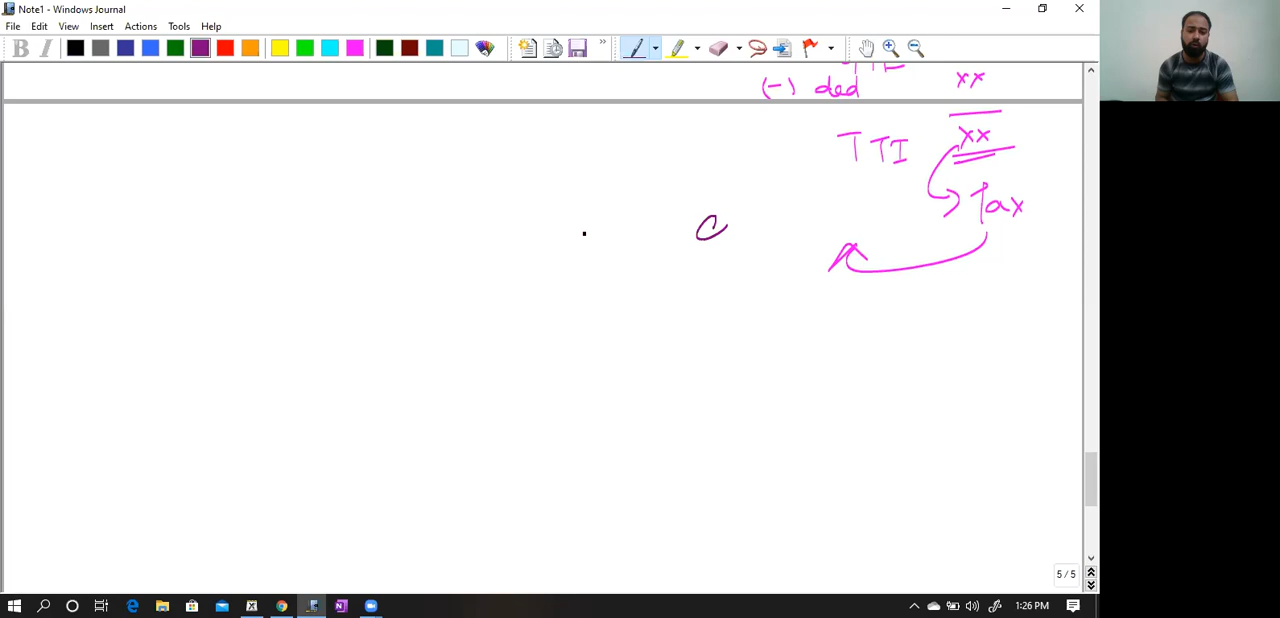 Note1 - Windows Journal
File Edit View Insert Actions Tools Help
B I
(-) ded xx
TTI xx
Tax
C
5 / 5
1:26 PM